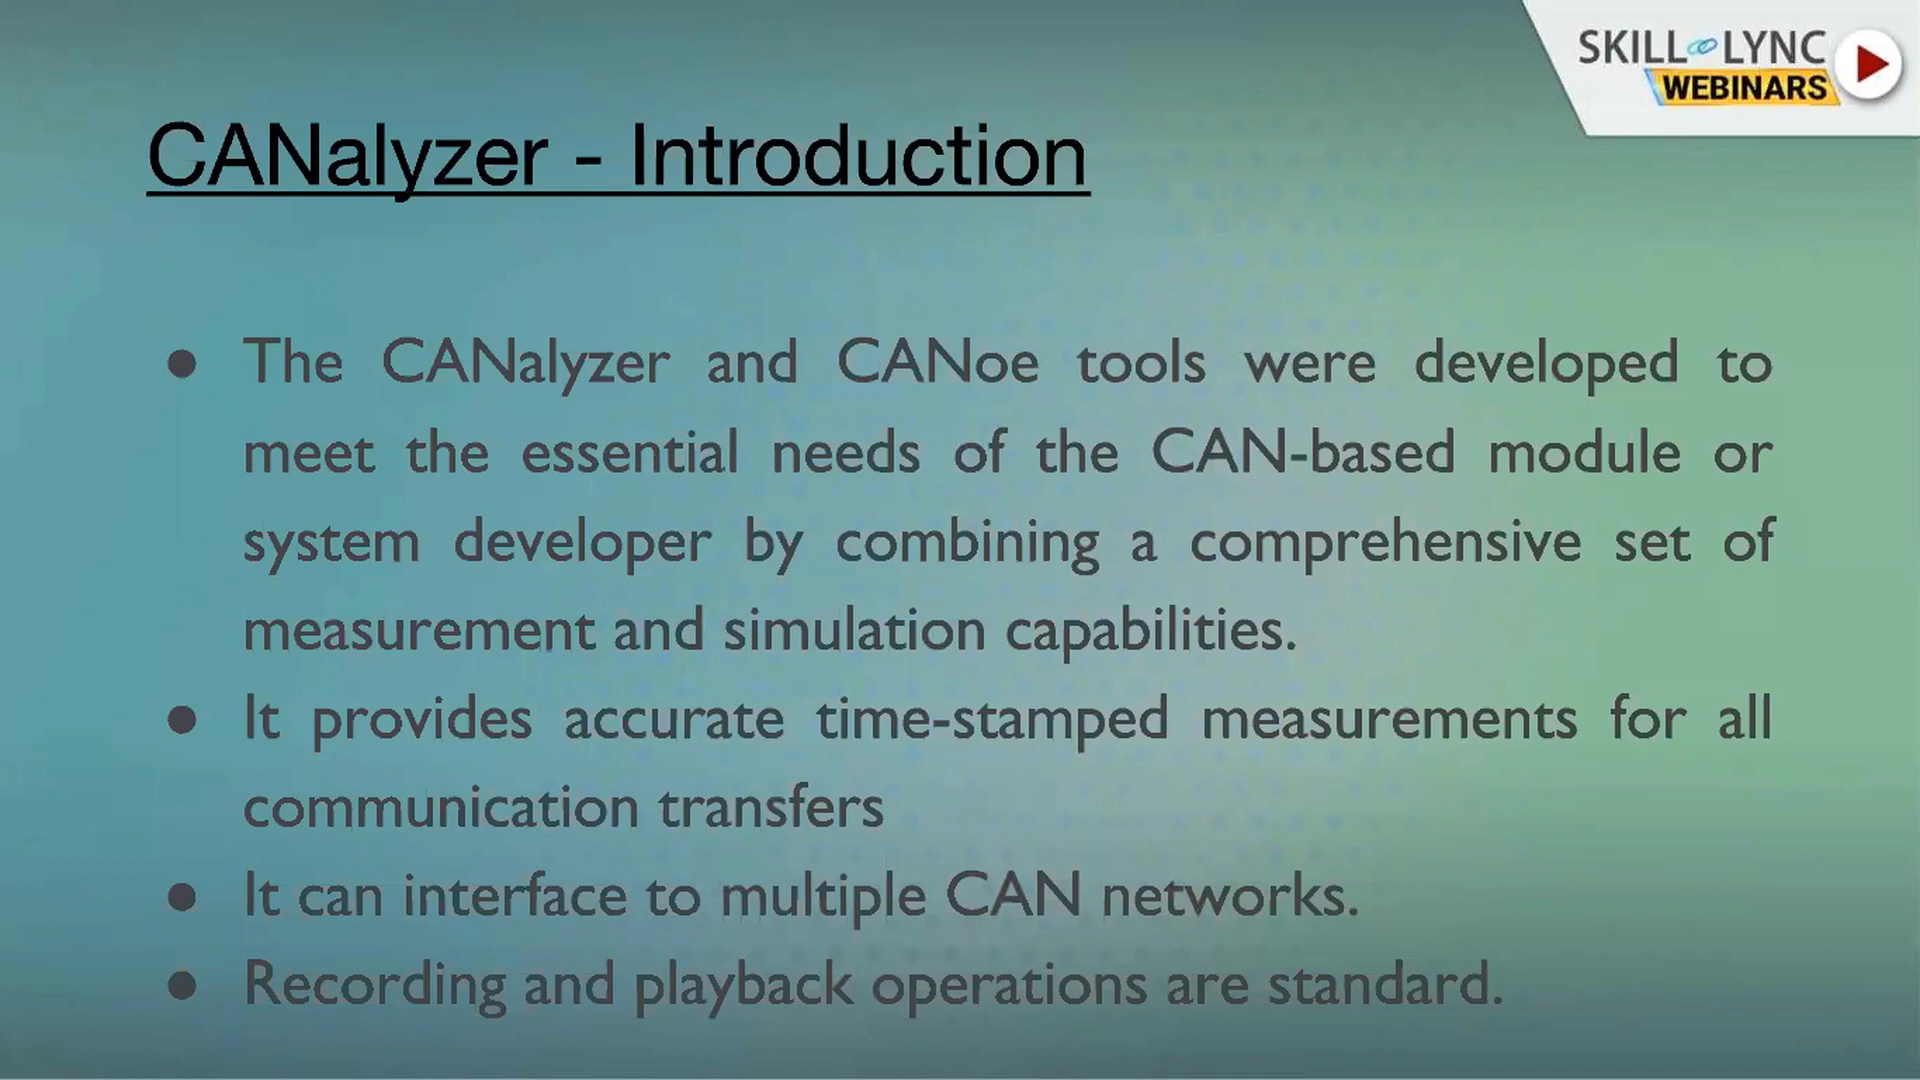 SKILL LYNC
WEBINARS
CANalyzer - Introduction
● The CANalyzer and CANoe tools were developed to
meet the essential needs of the CAN-based module or
system developer by combining a comprehensive set of
measurement and simulation capabilities.
● It provides accurate time-stamped measurements for all
communication transfers
● It can interface to multiple CAN networks.
● Recording and playback operations are standard.